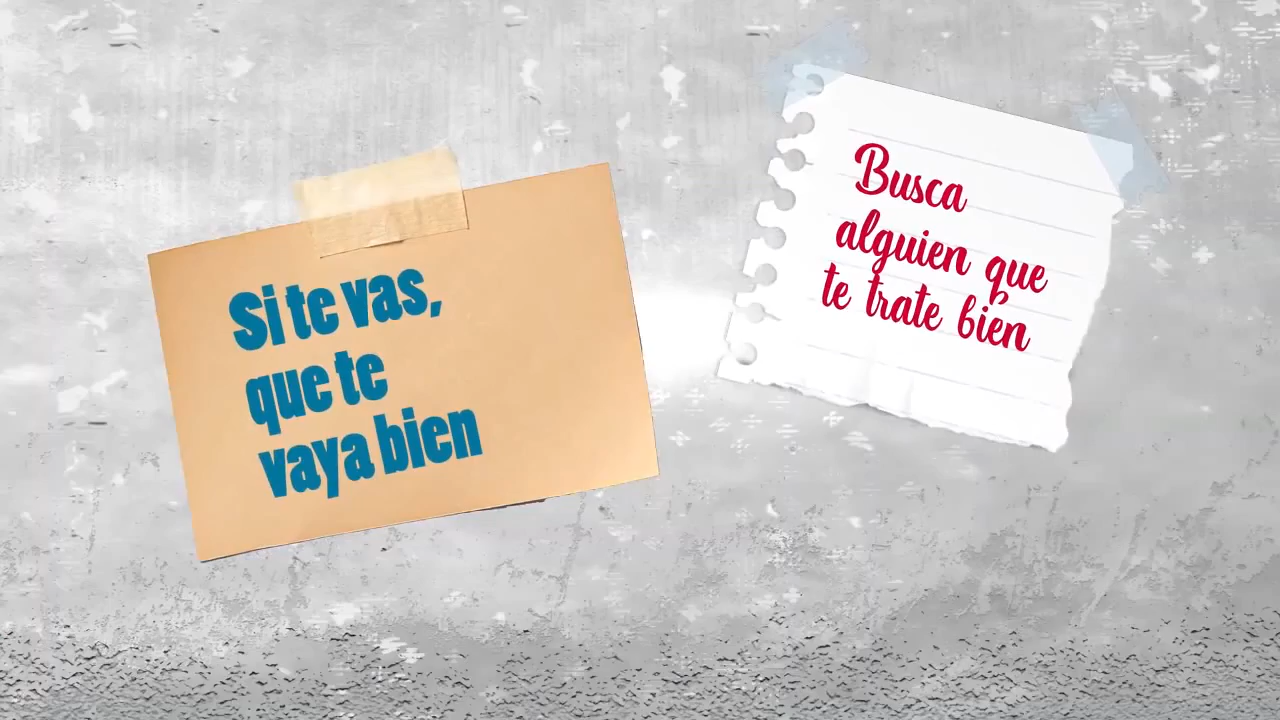 Si te vas,
que te
vaya bien
Busca
alguien que
te trate bien